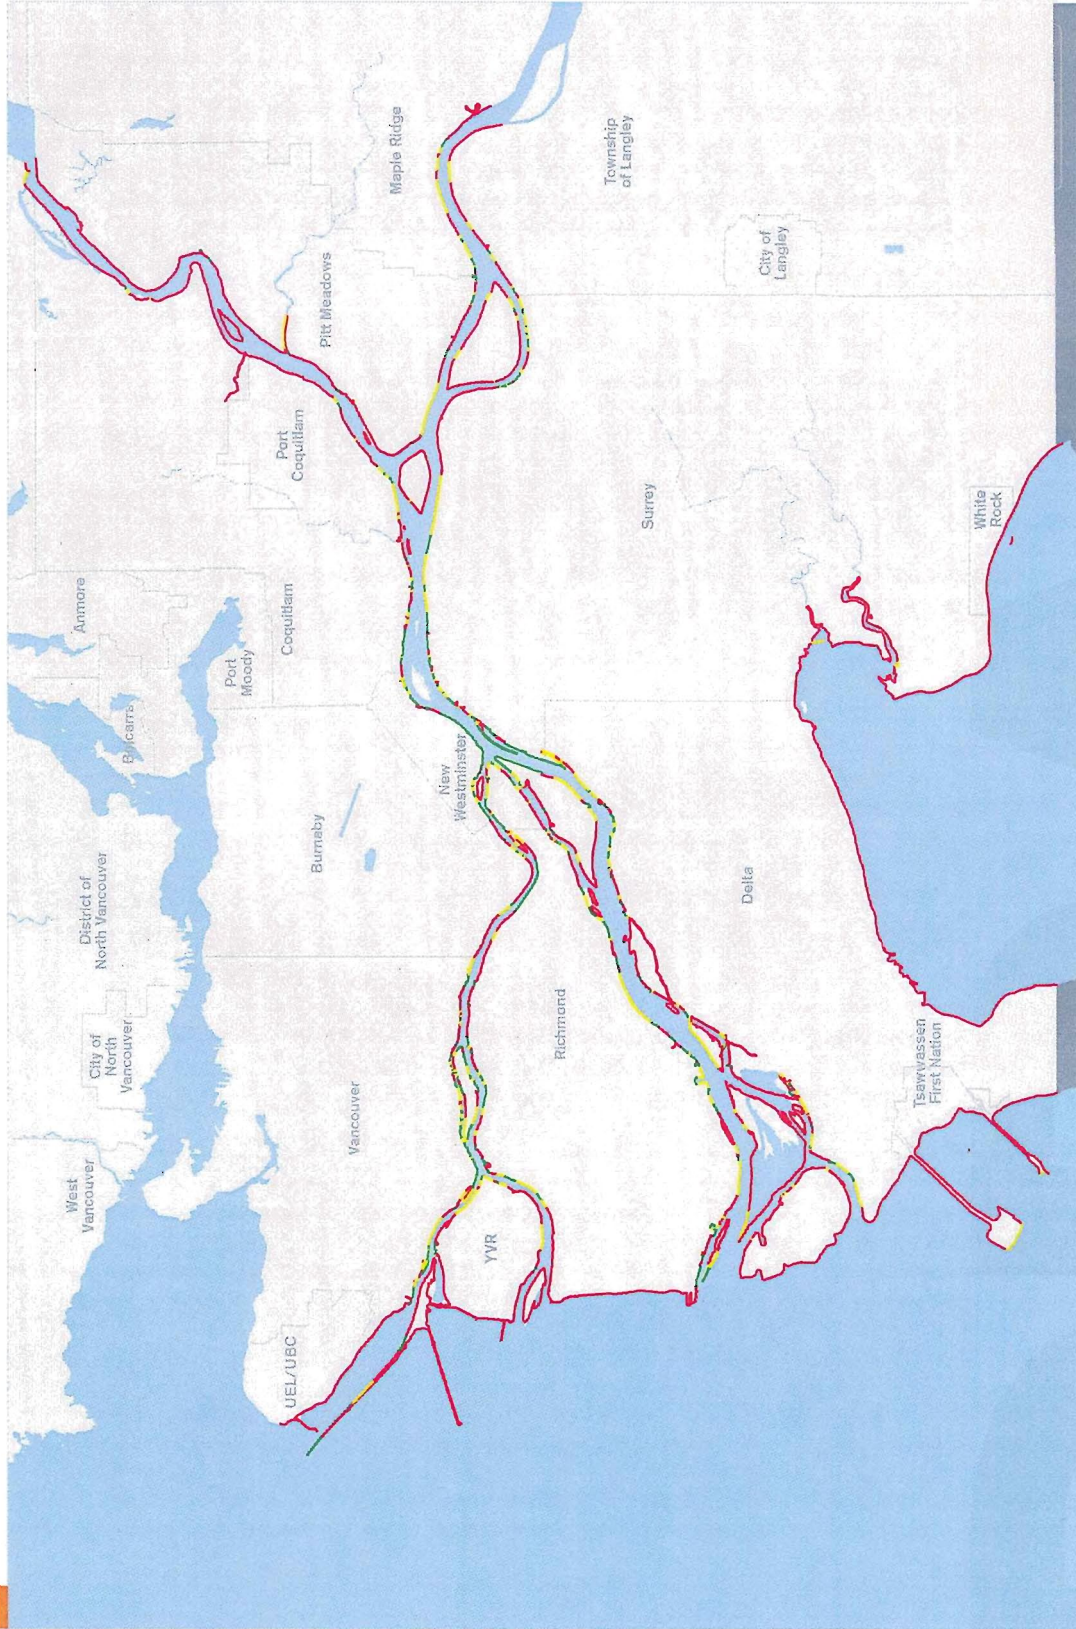 West
Vancouver
City of
North
Vancouver
District of
North Vancouver
Belcarra
Anmore
Port
Moody
Coquitlam
UEL/UBC
Vancouver
Burnaby
Port
Coquitlam
Pitt Meadows
Maple Ridge
New
Westminster
YVR
Richmond
Surrey
Township
of Langley
Delta
City of
Langley
Tsawwassen
First Nation
White
Rock